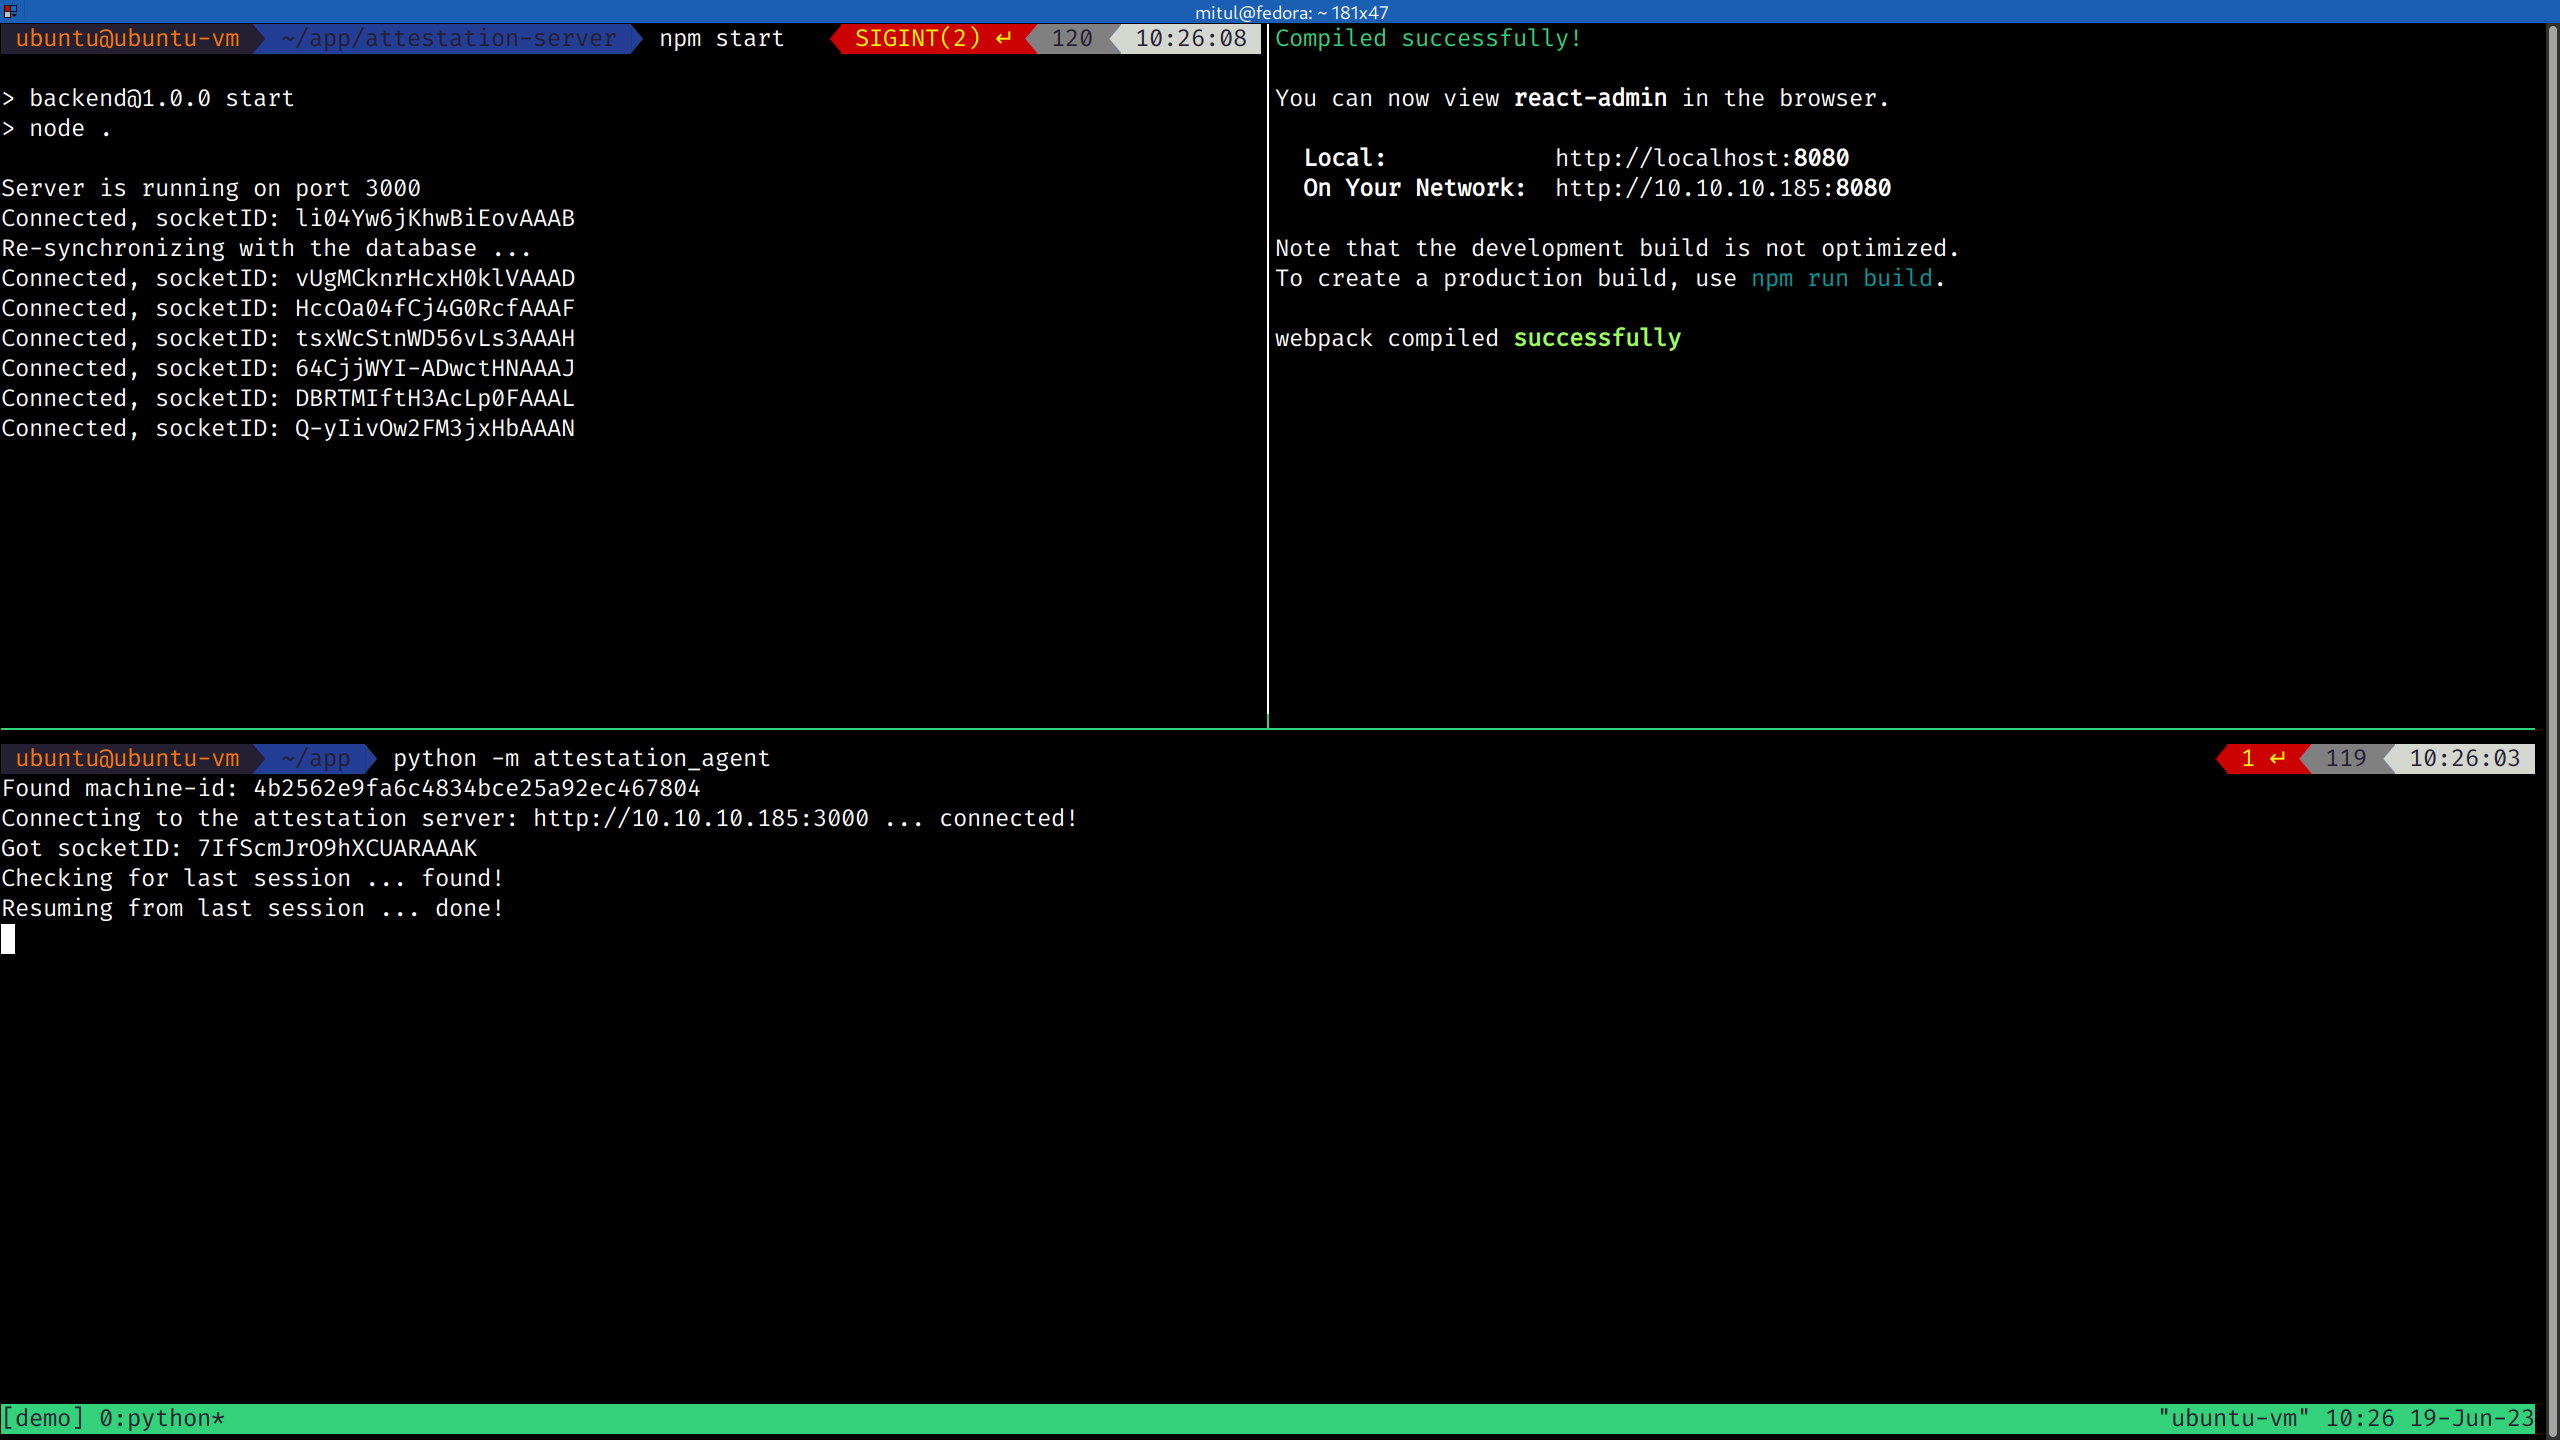 mitul@fedora: ~ 181x47
ubuntu@ubuntu-vm ~/app/attestation-server npm start SIGINT(2) ↵ 120 10:26:08
> backend@1.0.0 start
> node .
Server is running on port 3000
Connected, socketID: li04Yw6jKhwBiEovAAAB
Re-synchronizing with the database ...
Connected, socketID: vUgMCknrHcxH0klVAAAD
Connected, socketID: HccOa04fCj4G0RcfAAAF
Connected, socketID: tsxWcStnWD56vLs3AAAH
Connected, socketID: 64CjjWYI-ADwctHNAAAJ
Connected, socketID: DBRTMIftH3AcLp0FAAAL
Connected, socketID: Q-yIivOw2FM3jxHbAAAN
Compiled successfully!
You can now view react-admin in the browser.
Local: http://localhost:8080
On Your Network: http://10.10.10.185:8080
Note that the development build is not optimized.
To create a production build, use npm run build.
webpack compiled successfully
ubuntu@ubuntu-vm ~/app python -m attestation_agent 1 ↵ 119 10:26:03
Found machine-id: 4b2562e9fa6c4834bce25a92ec467804
Connecting to the attestation server: http://10.10.10.185:3000 ... connected!
Got socketID: 7IfScmJrO9hXCUARAAAK
Checking for last session ... found!
Resuming from last session ... done!
[demo] 0:python* "ubuntu-vm" 10:26 19-Jun-23